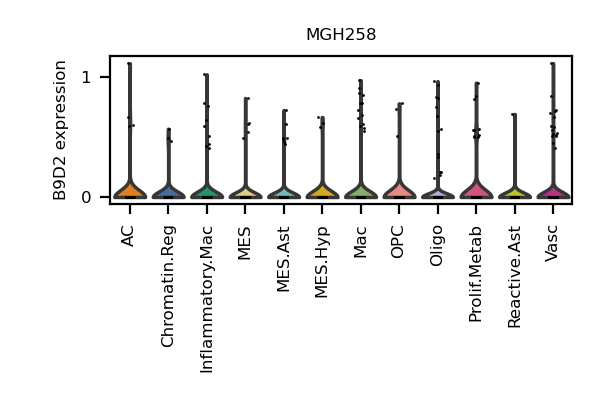 MGH258
B9D2 expression
1
0
AC
Chromatin.Reg
Inflammatory.Mac
MES
MES.Ast
MES.Hyp
Mac
OPC
Oligo
Prolif.Metab
Reactive.Ast
Vasc